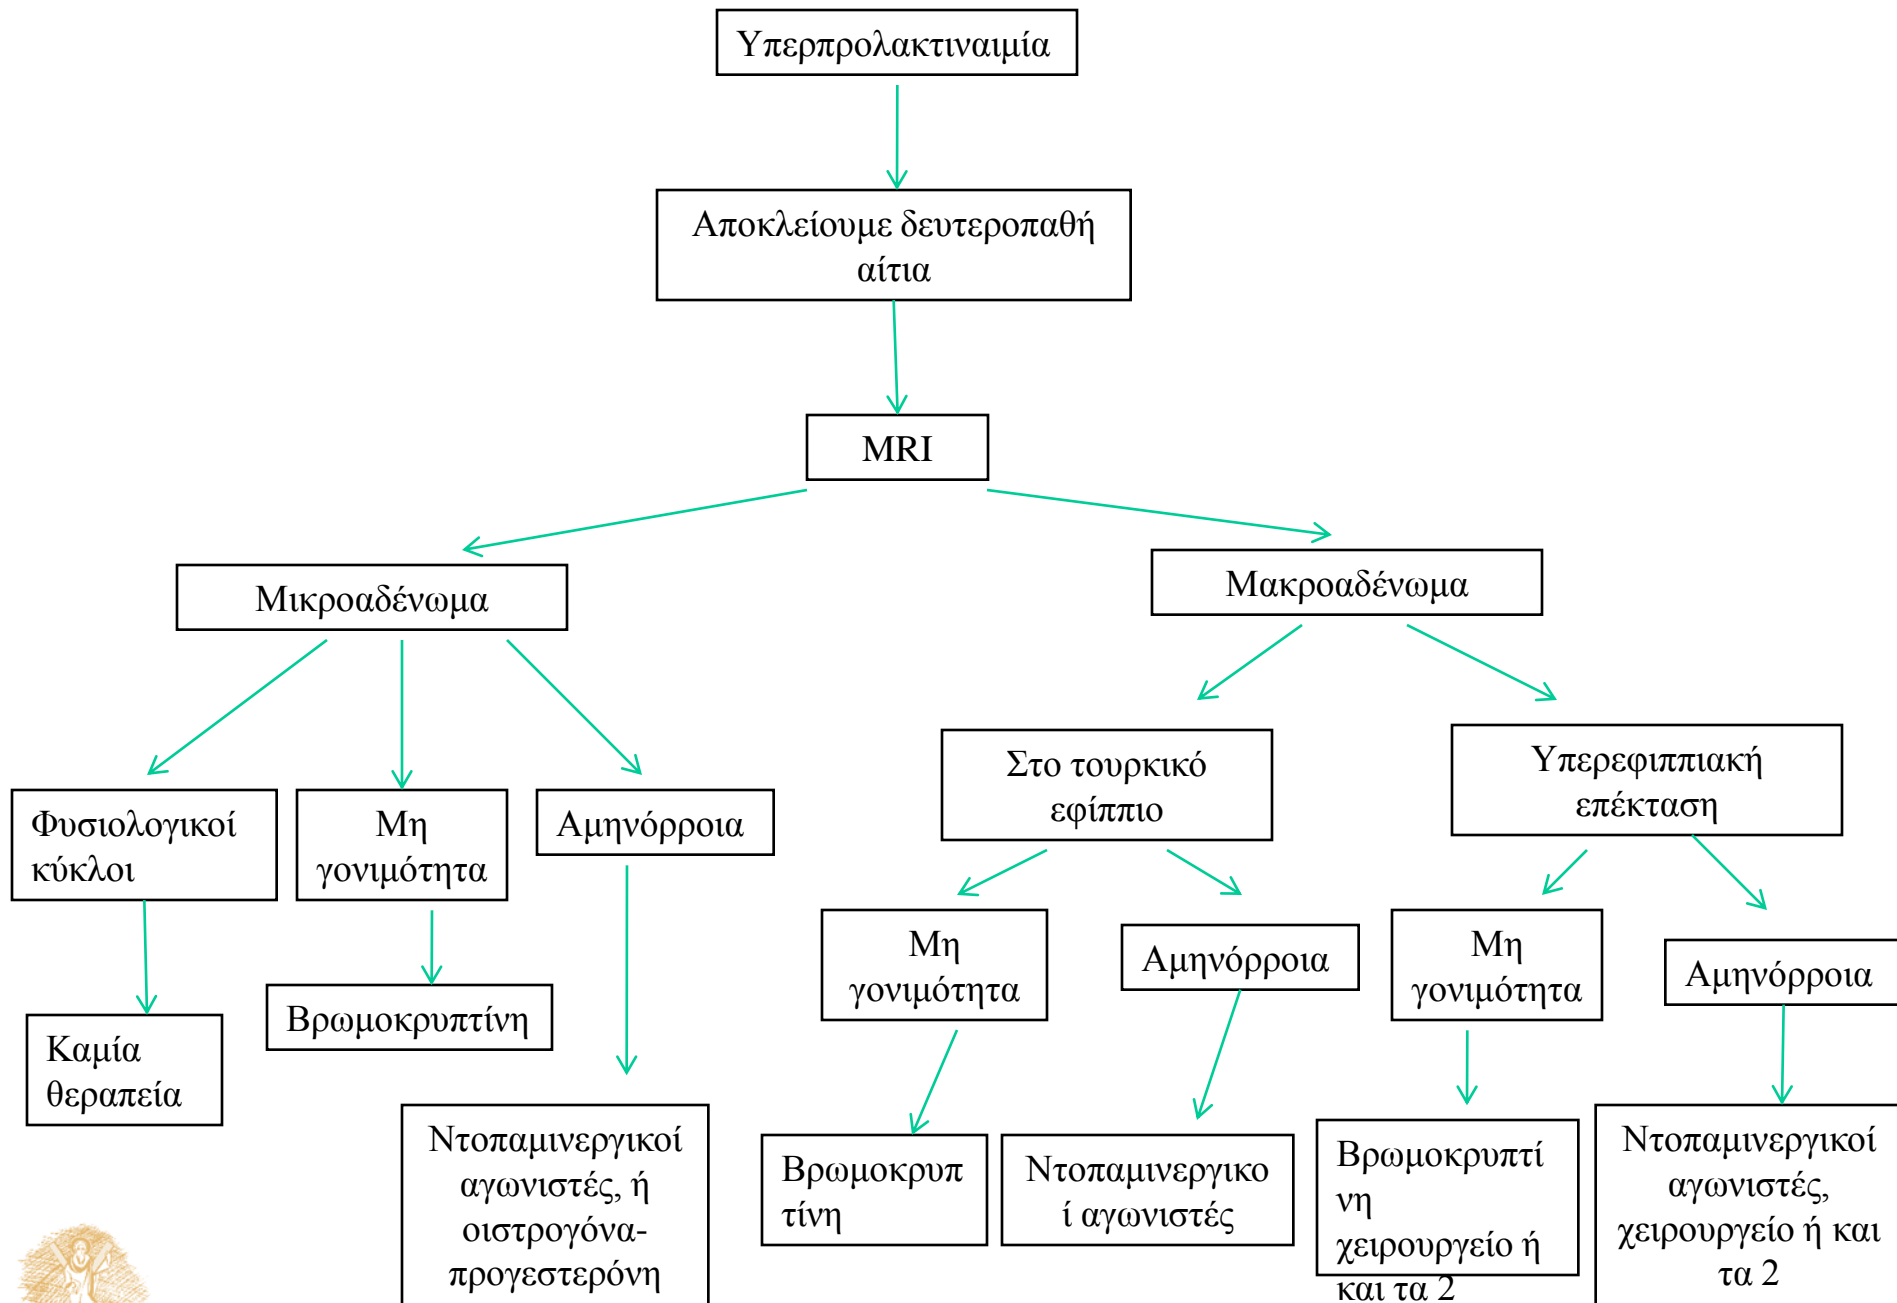 Υπερπρολακτιναιμία
Αποκλείουμε δευτεροπαθή
αίτια
MRI
Μικροαδένωμα
Μακροαδένωμα
Στο τουρκικό
εφίππιο
Υπερεφιππιακή
επέκταση
Φυσιολογικοί
κύκλοι
Μη
γονιμότητα
Αμηνόρροια
Μη
γονιμότητα
Αμηνόρροια
Μη
γονιμότητα
Αμηνόρροια
Καμία
θεραπεία
Βρωμοκρυπτίνη
Ντοπαμινεργικοί
αγωνιστές, ή
οιστρογόνα-
προγεστερόνη
Βρωμοκρυπ
τίνη
Ντοπαμινεργικο
ί αγωνιστές
Βρωμοκρυπτί
νη
χειρουργείο ή
και τα 2
Ντοπαμινεργικοί
αγωνιστές,
χειρουργείο ή και
τα 2